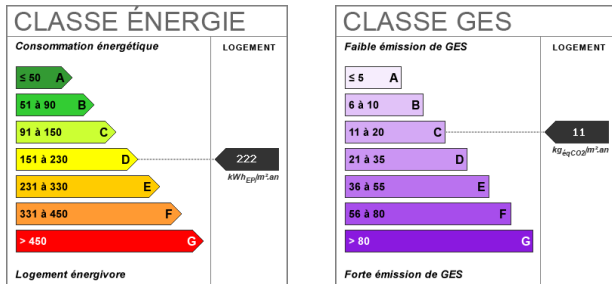 CLASSE ÉNERGIE
Consommation énergétique
LOGEMENT
≤ 50 A
51 à 90 B
91 à 150 C
151 à 230 D
222
kWhEP/m².an
231 à 330 E
331 à 450 F
> 450 G
Logement énergivore
CLASSE GES
Faible émission de GES
LOGEMENT
≤ 5 A
6 à 10 B
11 à 20 C
11
kgéqCO2/m².an
21 à 35 D
36 à 55 E
56 à 80 F
> 80 G
Forte émission de GES